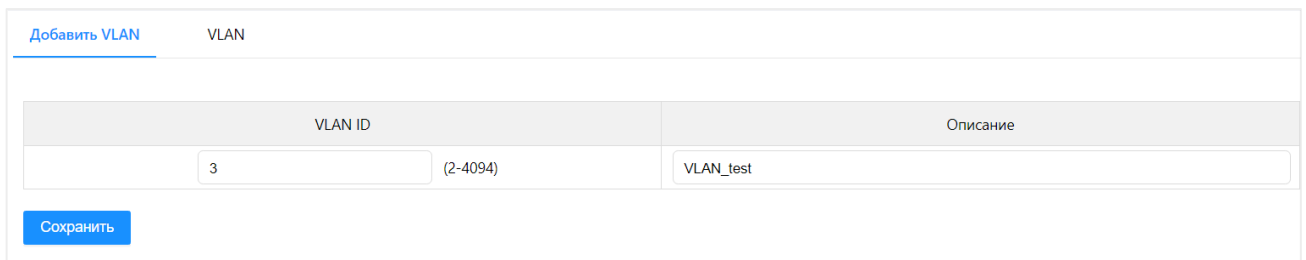 Добавить VLAN VLAN
VLAN ID Описание
3 (2-4094) VLAN_test
Сохранить